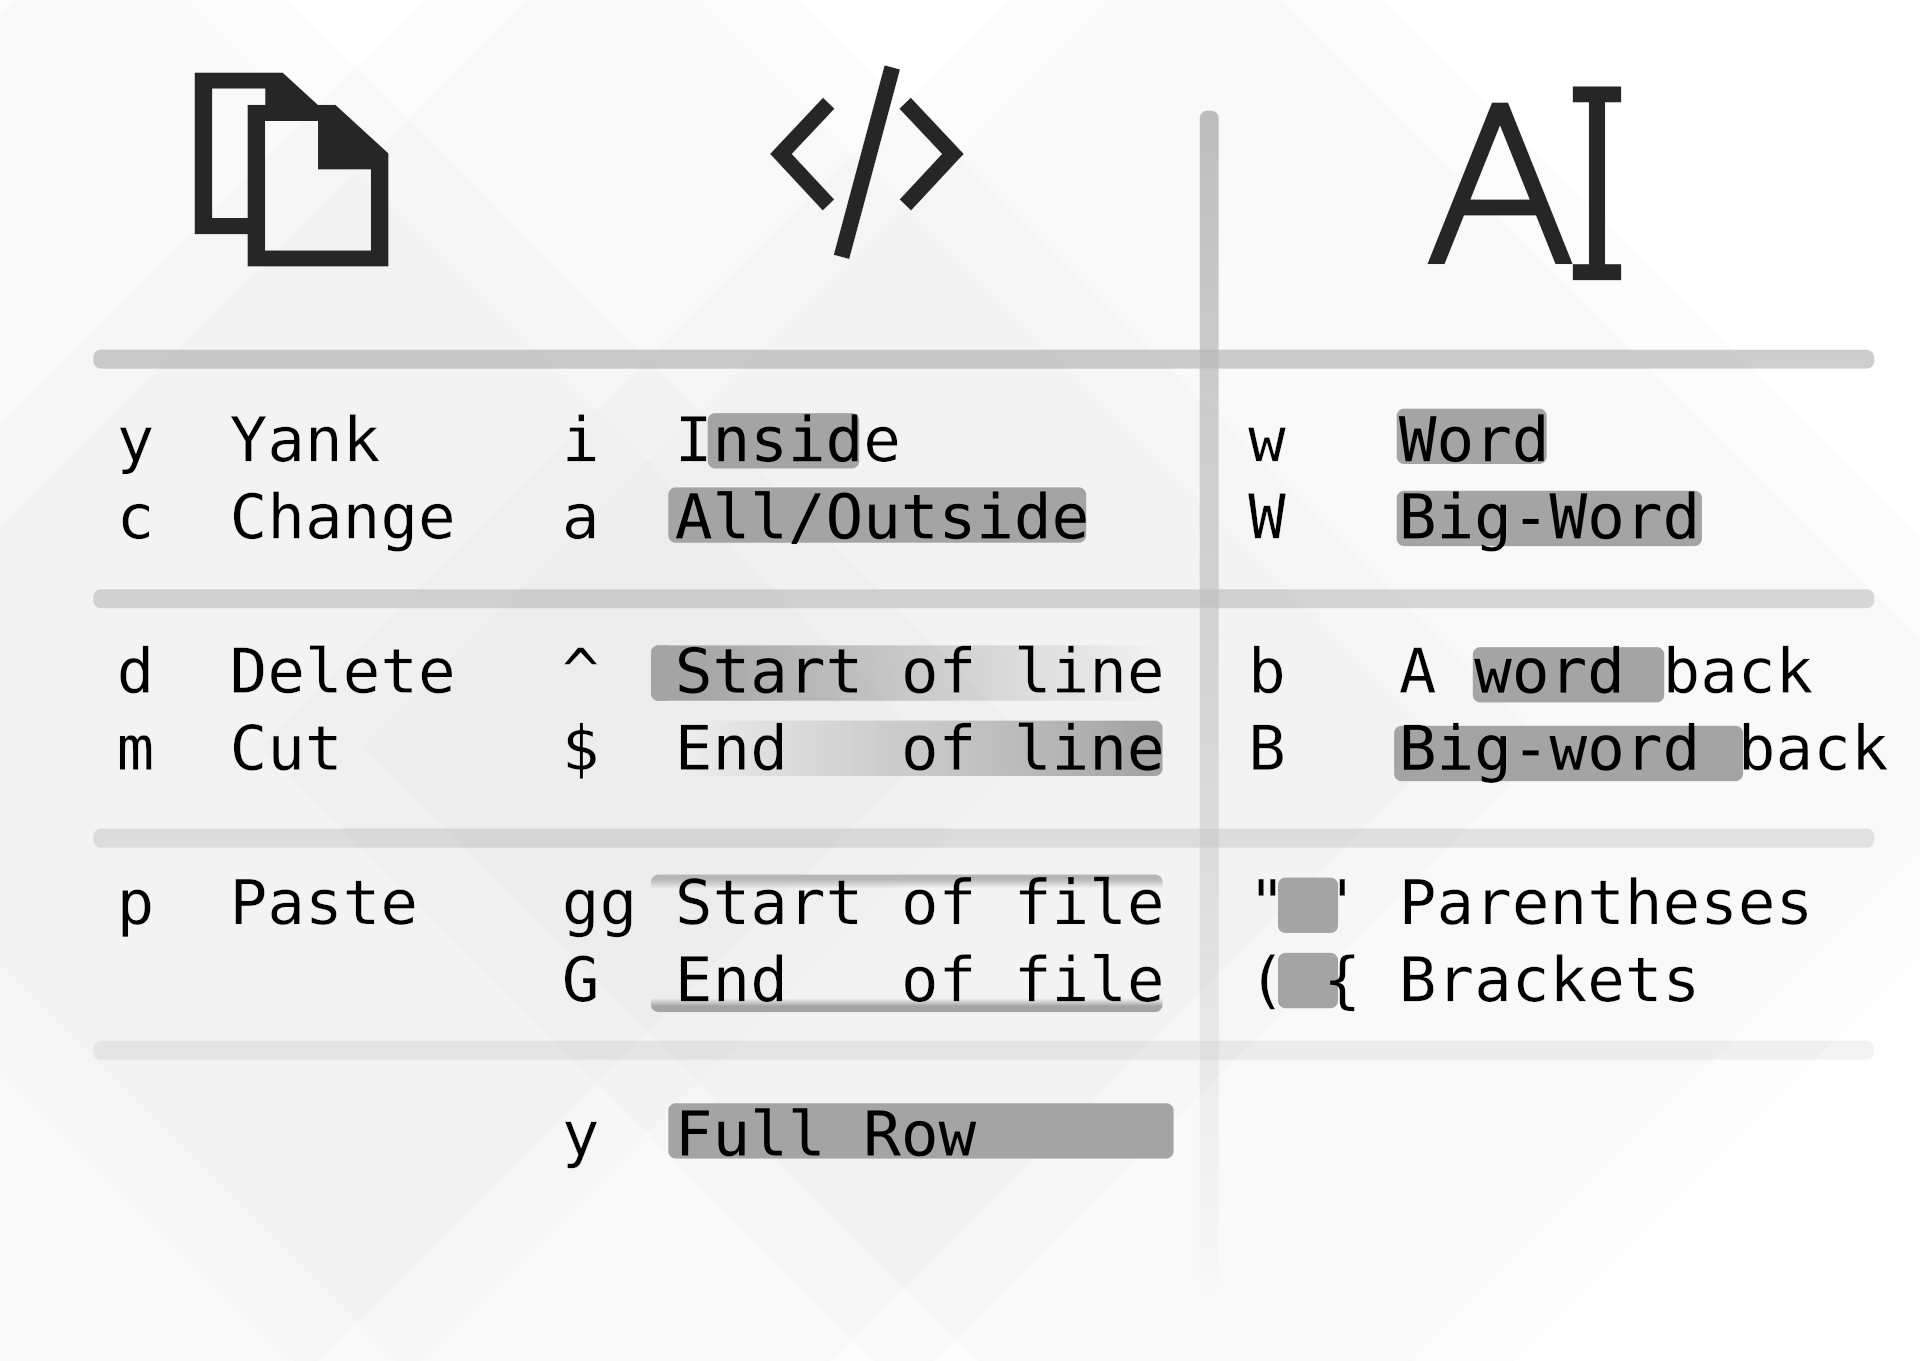 AI
y Yank i Inside w Word
c Change a All/Outside W Big-Word
d Delete ^ Start of line b A word back
m Cut $ End of line B Big-word back
p Paste gg Start of file "  " Parentheses
G End of file (  { Brackets
y Full Row